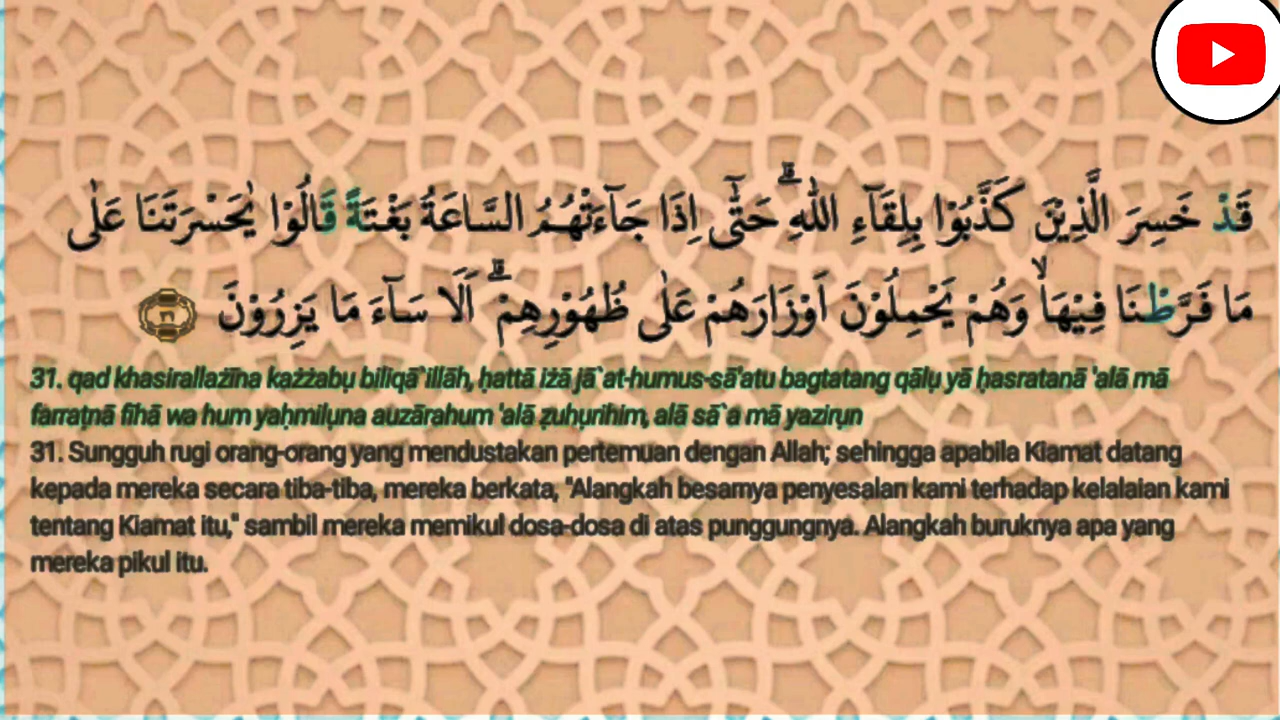 قَدْ خَسِرَ الَّذِيْنَ كَذَّبُوْا بِلِقَاۤءِ اللّٰهِ ۗحَتّٰٓى اِذَا جَاۤءَتْهُمُ السَّاعَةُ بَغْتَةً قَالُوْا يٰحَسْرَتَنَا عَلٰى
مَا فَرَّطْنَا فِيْهَاۙ وَهُمْ يَحْمِلُوْنَ اَوْزَارَهُمْ عَلٰى ظُهُوْرِهِمْ ۗ اَلَا سَاۤءَ مَا يَزِرُوْنَ ٣١
31. qad khasirallażīna każżabụ biliqā`illāh, ḥattā iżā jā`at-humus-sā'atu bagtatang qālụ yā ḥasratanā 'alā mā
farraṭnā fīhā wa hum yaḥmilụna auzārahum 'alā ẓuhụrihim, alā sā`a mā yazirụn
31. Sungguh rugi orang-orang yang mendustakan pertemuan dengan Allah; sehingga apabila Kiamat datang
kepada mereka secara tiba-tiba, mereka berkata, "Alangkah besarnya penyesalan kami terhadap kelalaian kami
tentang Kiamat itu," sambil mereka memikul dosa-dosa di atas punggungnya. Alangkah buruknya apa yang
mereka pikul itu.